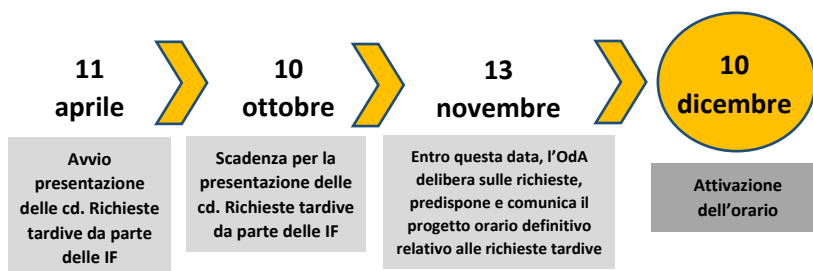 11
aprile
10
ottobre
13
novembre
10
dicembre
Avvio
presentazione
delle cd. Richieste
tardive da parte
delle IF
Scadenza per la
presentazione delle
cd. Richieste tardive
da parte delle IF
Entro questa data, l’OdA
delibera sulle richieste,
predispone e comunica il
progetto orario definitivo
relativo alle richieste tardive
Attivazione
dell’orario